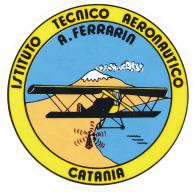 ISTITUTO TECNICO AERONAUTICO
A. FERRARIN
CATANIA